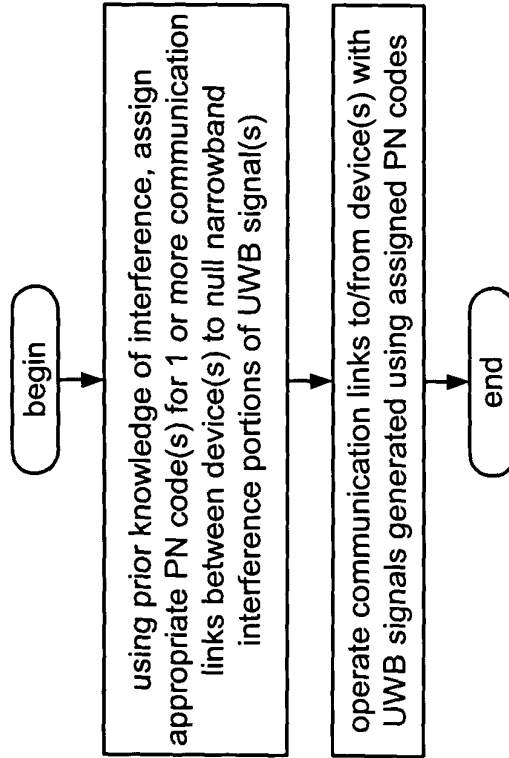 begin
using prior knowledge of interference, assign
appropriate PN code(s) for 1 or more communication
links between device(s) to null narrowband
interference portions of UWB signal(s)
operate communication links to/from device(s) with
UWB signals generated using assigned PN codes
end